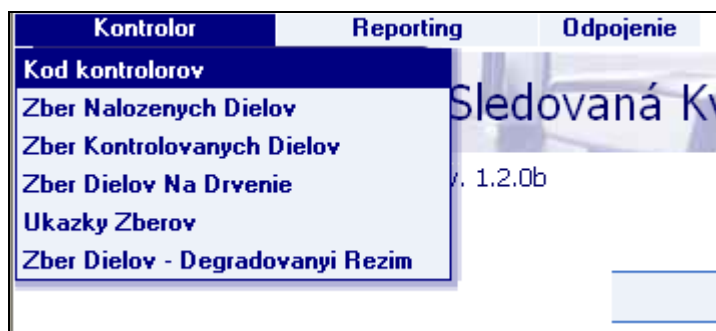 Kontrolor Reporting Odpojenie
Kod kontrolorov
Zber Nalozenych Dielov
Sledovaná
Zber Kontrolovanych Dielov
Zber Dielov Na Drvenie
v. 1.2.0b
Ukazky Zberov
Zber Dielov - Degradovanyi Rezim